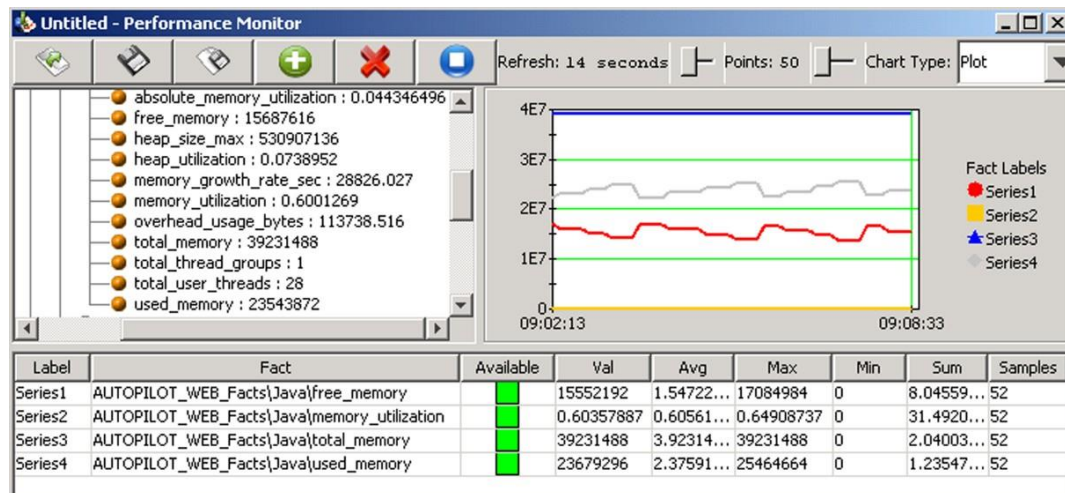 Untitled - Performance Monitor
Refresh: 14 seconds Points: 50 Chart Type: Plot
absolute_memory_utilization : 0.044346496
free_memory : 15687616
heap_size_max : 530907136
heap_utilization : 0.0738952
memory_growth_rate_sec : 28826.027
memory_utilization : 0.6001269
overhead_usage_bytes : 113738.516
total_memory : 39231488
total_thread_groups : 1
total_user_threads : 28
used_memory : 23543872
4E7
3E7
2E7
1E7
0
09:02:13 09:08:33
Fact Labels
Series1
Series2
Series3
Series4
Label Fact Available Val Avg Max Min Sum Samples
Series1 AUTOPILOT_WEB_Facts\Java\free_memory 15552192 1.54722... 17084984 0 8.04559... 52
Series2 AUTOPILOT_WEB_Facts\Java\memory_utilization 0.60357887 0.60561... 0.64908737 0 31.4920... 52
Series3 AUTOPILOT_WEB_Facts\Java\total_memory 39231488 3.92314... 39231488 0 2.04003... 52
Series4 AUTOPILOT_WEB_Facts\Java\used_memory 23679296 2.37591... 25464664 0 1.23547... 52